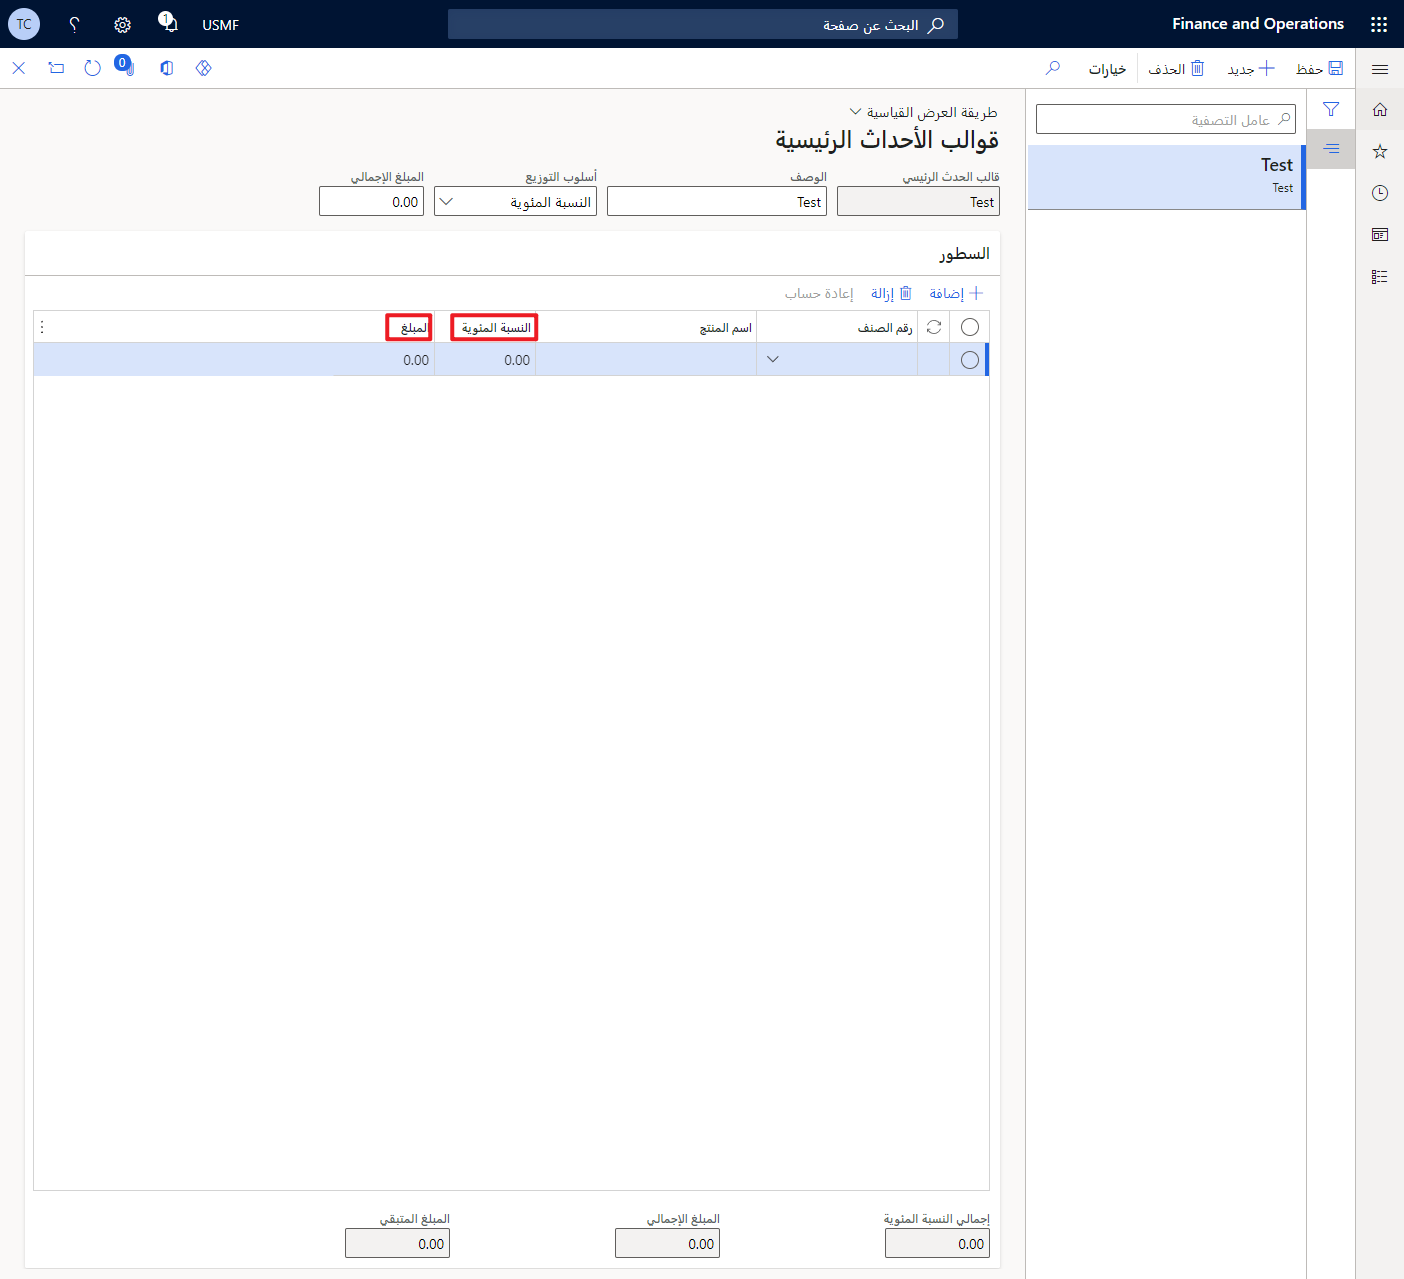 Finance and Operations
البحث عن صفحة
USMF
1
؟
TC
حفظ
جديد
الحذف
خيارات
0
عامل التصفية
Test
Test
طريقة العرض القياسية
قوالب الأحداث الرئيسية
قالب الحدث الرئيسي
الوصف
أسلوب التوزيع
المبلغ الإجمالي
Test
Test
النسبة المئوية
0.00
السطور
إضافة
إزالة
إعادة حساب
رقم الصنف
اسم المنتج
النسبة المئوية
المبلغ
0.00
0.00
إجمالي النسبة المئوية
المبلغ الإجمالي
المبلغ المتبقي
0.00
0.00
0.00